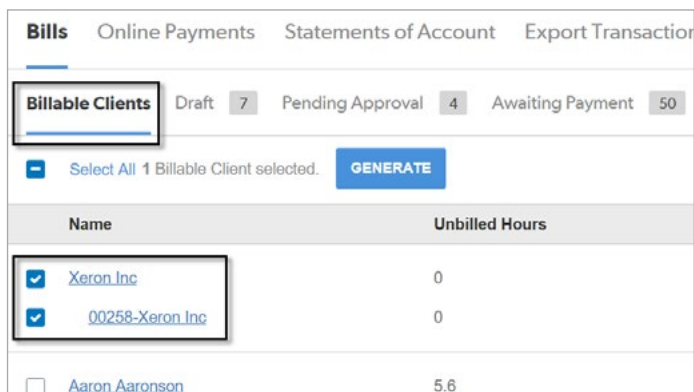 Bills Online Payments Statements of Account Export Transaction
Billable Clients Draft 7 Pending Approval 4 Awaiting Payment 50
Select All 1 Billable Client selected. GENERATE
Name Unbilled Hours
Xeron Inc 0
00258-Xeron Inc 0
Aaron Aaronson 5.6